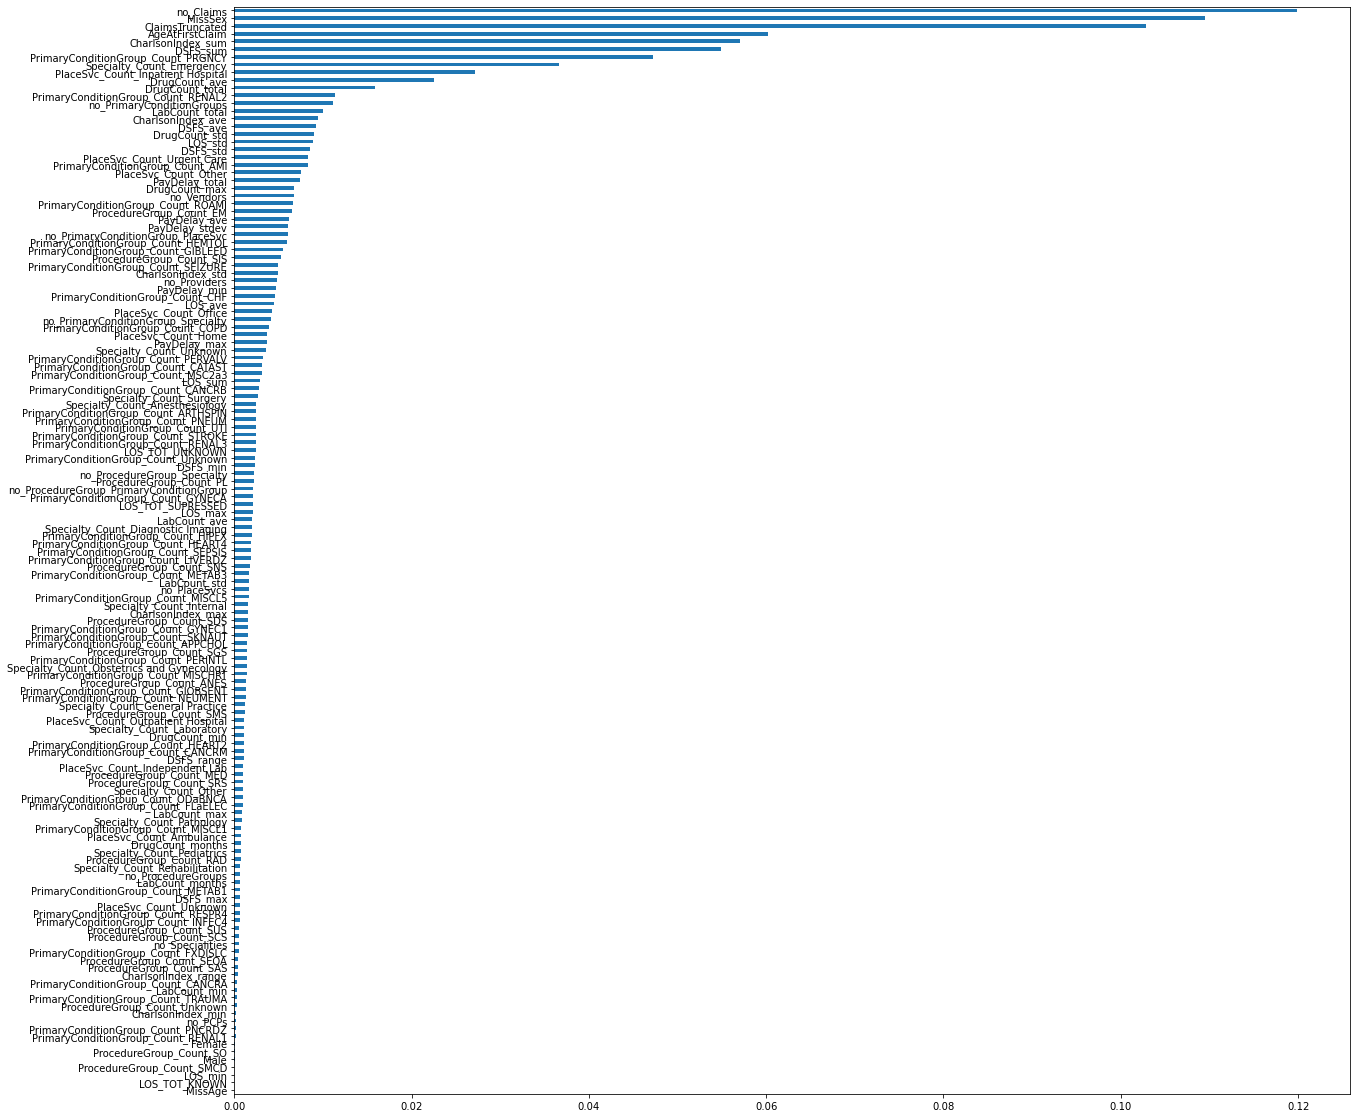 no_Claims
MissSex
ClaimsTruncated
AgeAtFirstClaim
CharlsonIndex_sum
DSFS_sum
PrimaryConditionGroup_Count_PRGNCY
Specialty_Count_Emergency
PlaceSvc_Count_Inpatient Hospital
DrugCount_ave
DrugCount_total
PrimaryConditionGroup_Count_RENAL2
no_PrimaryConditionGroups
LabCount_total
CharlsonIndex_ave
DSFS_ave
DrugCount_std
LOS_std
DSFS_std
PlaceSvc_Count_Urgent Care
PrimaryConditionGroup_Count_AMI
PlaceSvc_Count_Other
PayDelay_total
DrugCount_max
no_Vendors
PrimaryConditionGroup_Count_ROAMI
ProcedureGroup_Count_EM
PayDelay_ave
PayDelay_stdev
no_PrimaryConditionGroup_PlaceSvc
PrimaryConditionGroup_Count_HEMTOL
PrimaryConditionGroup_Count_GIBLEED
ProcedureGroup_Count_SIS
PrimaryConditionGroup_Count_SEIZURE
CharlsonIndex_std
no_Providers
PayDelay_min
PrimaryConditionGroup_Count_CHF
LOS_ave
PlaceSvc_Count_Office
no_PrimaryConditionGroup_Specialty
PrimaryConditionGroup_Count_COPD
PlaceSvc_Count_Home
PayDelay_max
Specialty_Count_Unknown
PrimaryConditionGroup_Count_PERVALV
PrimaryConditionGroup_Count_CATAST
PrimaryConditionGroup_Count_MSC2a3
LOS_sum
PrimaryConditionGroup_Count_CANCRB
Specialty_Count_Surgery
Specialty_Count_Anesthesiology
PrimaryConditionGroup_Count_ARTHSPIN
PrimaryConditionGroup_Count_PNEUM
PrimaryConditionGroup_Count_UTI
PrimaryConditionGroup_Count_STROKE
PrimaryConditionGroup_Count_RENAL3
LOS_TOT_UNKNOWN
PrimaryConditionGroup_Count_Unknown
DSFS_min
no_ProcedureGroup_Specialty
ProcedureGroup_Count_PL
no_ProcedureGroup_PrimaryConditionGroup
PrimaryConditionGroup_Count_GYNECA
LOS_TOT_SUPRESSED
LOS_max
LabCount_ave
Specialty_Count_Diagnostic Imaging
PrimaryConditionGroup_Count_HIPFX
PrimaryConditionGroup_Count_HEART4
PrimaryConditionGroup_Count_SEPSIS
PrimaryConditionGroup_Count_LIVERDZ
ProcedureGroup_Count_SNS
PrimaryConditionGroup_Count_METAB3
LabCount_std
no_PlaceSvcs
PrimaryConditionGroup_Count_MISCL5
Specialty_Count_Internal
CharlsonIndex_max
ProcedureGroup_Count_SDS
PrimaryConditionGroup_Count_GYNEC1
PrimaryConditionGroup_Count_SKNAUT
PrimaryConditionGroup_Count_APPCHOL
ProcedureGroup_Count_SGS
PrimaryConditionGroup_Count_PERINTL
Specialty_Count_Obstetrics and Gynecology
PrimaryConditionGroup_Count_MISCHRT
ProcedureGroup_Count_ANES
PrimaryConditionGroup_Count_GIOBSENT
PrimaryConditionGroup_Count_NEUMENT
Specialty_Count_General Practice
ProcedureGroup_Count_SMS
PlaceSvc_Count_Outpatient Hospital
Specialty_Count_Laboratory
DrugCount_min
PrimaryConditionGroup_Count_HEART2
PrimaryConditionGroup_Count_CANCRM
DSFS_range
PlaceSvc_Count_Independent Lab
ProcedureGroup_Count_MED
ProcedureGroup_Count_SRS
Specialty_Count_Other
PrimaryConditionGroup_Count_ODaBNCA
PrimaryConditionGroup_Count_FLaELEC
LabCount_max
Specialty_Count_Pathology
PrimaryConditionGroup_Count_MISCL1
PlaceSvc_Count_Ambulance
DrugCount_months
Specialty_Count_Pediatrics
ProcedureGroup_Count_RAD
Specialty_Count_Rehabilitation
no_ProcedureGroups
LabCount_months
PrimaryConditionGroup_Count_METAB1
DSFS_max
PlaceSvc_Count_Unknown
PrimaryConditionGroup_Count_RESPR4
PrimaryConditionGroup_Count_INFEC4
ProcedureGroup_Count_SUS
ProcedureGroup_Count_SCS
no_Specialities
PrimaryConditionGroup_Count_FXDISLC
ProcedureGroup_Count_SEOA
ProcedureGroup_Count_SAS
CharlsonIndex_range
PrimaryConditionGroup_Count_CANCRA
LabCount_min
PrimaryConditionGroup_Count_TRAUMA
ProcedureGroup_Count_Unknown
CharlsonIndex_min
no_PCPs
PrimaryConditionGroup_Count_PNCRDZ
PrimaryConditionGroup_Count_RENAL1
Female
ProcedureGroup_Count_SO
Male
ProcedureGroup_Count_SMCD
LOS_min
LOS_TOT_KNOWN
MissAge
0.00 0.02 0.04 0.06 0.08 0.10 0.12